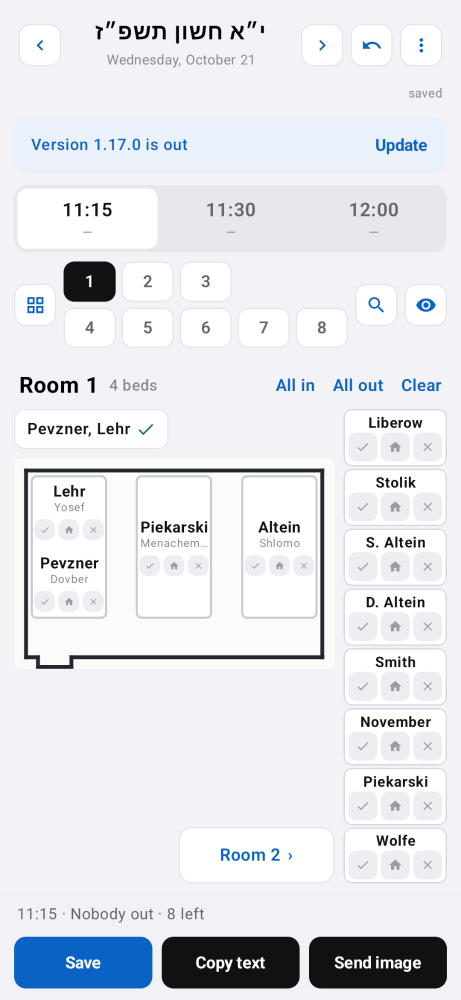 י״א חשון תשפ״ז
Wednesday, October 21
saved
Version 1.17.0 is out
Update
11:15
—
11:30
—
12:00
—
1
2
3
4
5
6
7
8
Room 1
4 beds
All in
All out
Clear
Pevzner, Lehr
Lehr
Yosef
Pevzner
Dovber
Piekarski
Menachem...
Altein
Shlomo
Liberow
Stolik
S. Altein
D. Altein
Smith
November
Piekarski
Wolfe
Room 2 ›
11:15 · Nobody out · 8 left
Save
Copy text
Send image